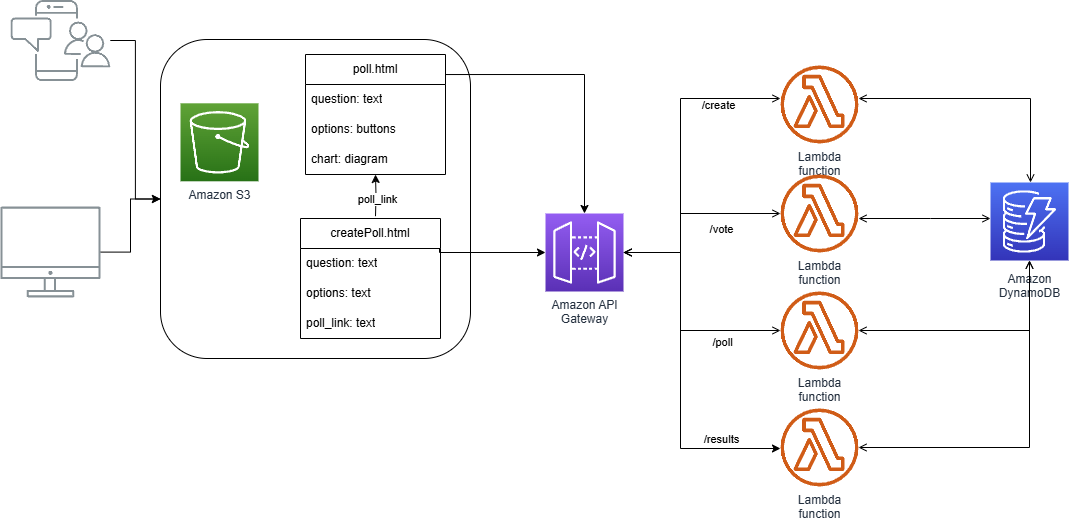 poll.html
question: text
options: buttons
chart: diagram
Amazon S3
poll_link
createPoll.html
question: text
options: text
poll_link: text
</>
Amazon API
Gateway
/create
Lambda
function
/vote
Lambda
function
/poll
Lambda
function
/results
Lambda
function
Amazon
DynamoDB